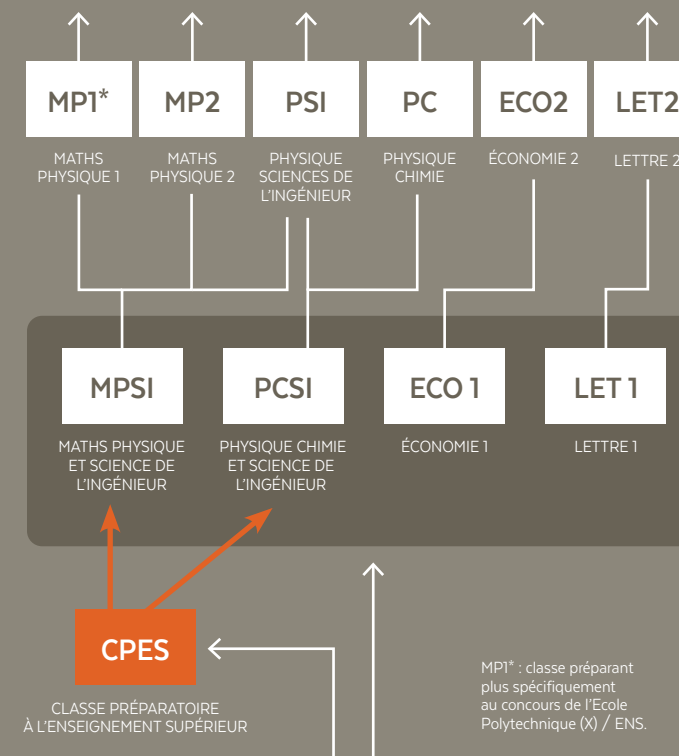 MP1*
MP2
PSI
PC
ECO2
LET2
MATHS
PHYSIQUE 1
MATHS
PHYSIQUE 2
PHYSIQUE
SCIENCES DE
L'INGÉNIEUR
PHYSIQUE
CHIMIE
ÉCONOMIE 2
LETTRE 2
MPSI
PCSI
ECO 1
LET 1
MATHS PHYSIQUE
ET SCIENCE DE
L'INGÉNIEUR
PHYSIQUE CHIMIE
ET SCIENCE DE
L'INGÉNIEUR
ÉCONOMIE 1
LETTRE 1
CPES
CLASSE PRÉPARATOIRE
À L'ENSEIGNEMENT SUPÉRIEUR
MP1* : classe préparant
plus spécifiquement
au concours de l'Ecole
Polytechnique (X) / ENS.